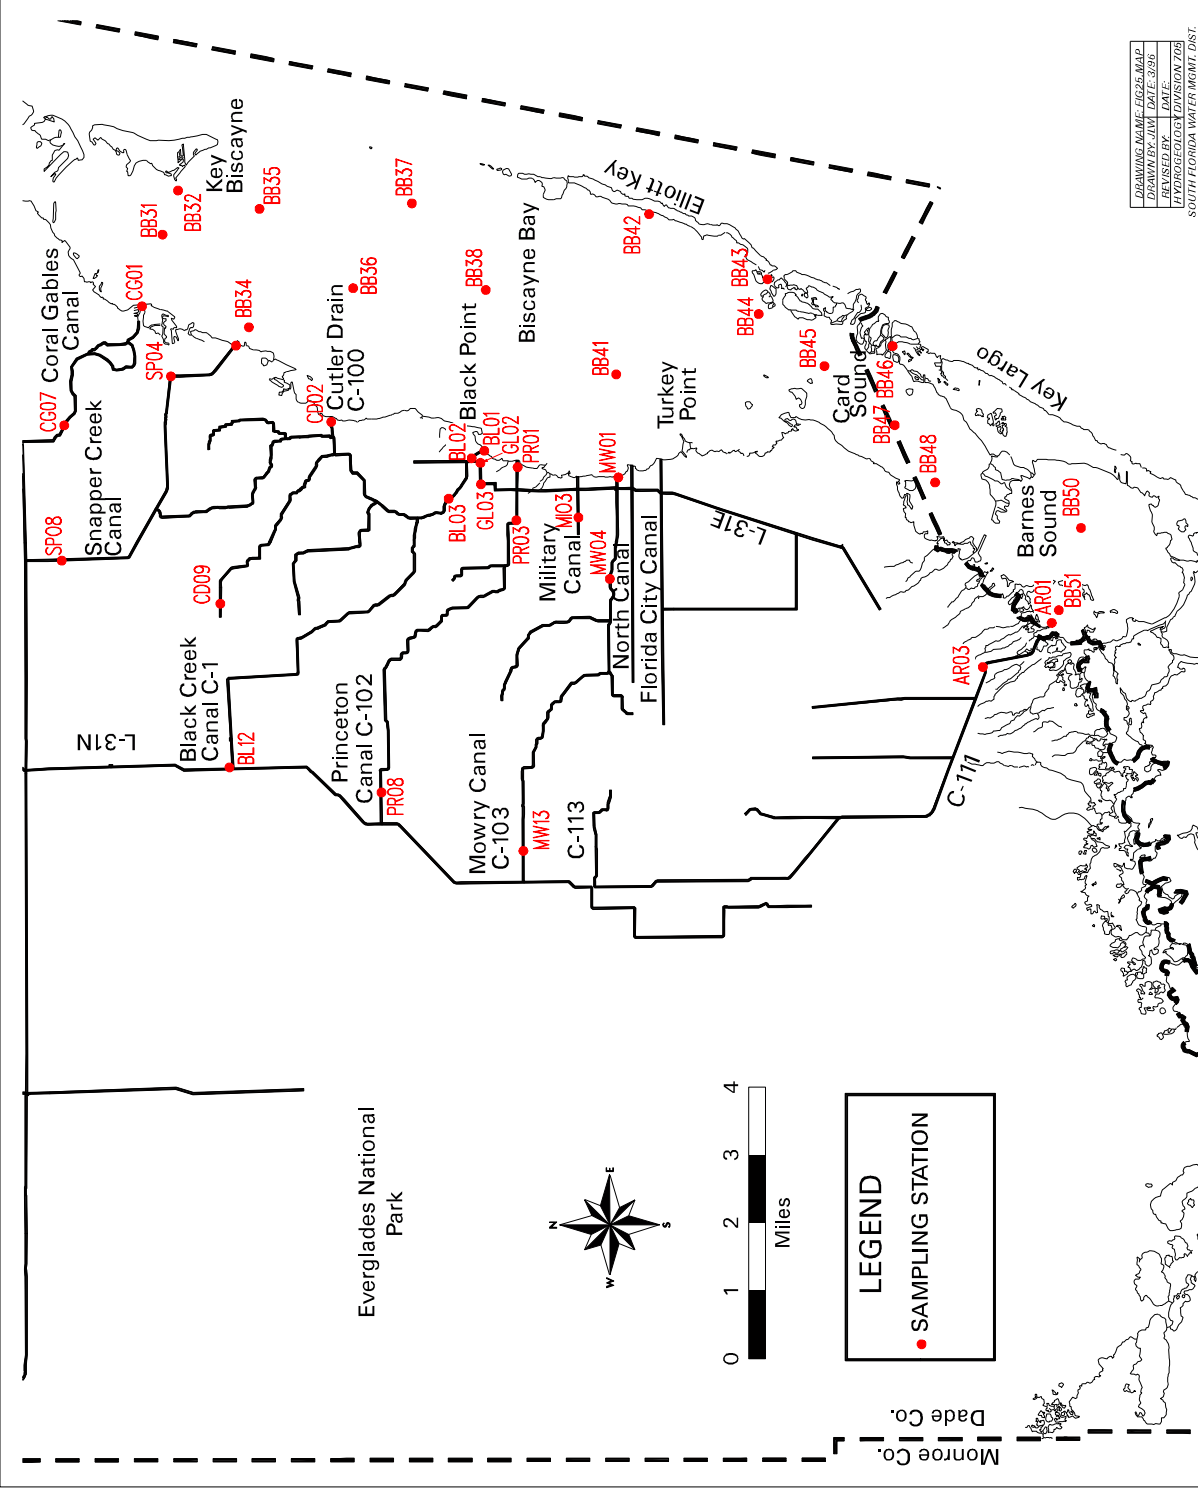 DRAWING NAME: FIG25.MAP
DRAWN BY: JLW DATE: 3/96
REVISED BY: DATE:
HYDROGEOLOGY DIVISION 705
SOUTH FLORIDA WATER MGMT. DIST.
Key
Biscayne
BB31
BB32
BB35
BB37
Coral Gables
Canal
CG01
BB34
BB36
BB38
Biscayne Bay
Elliott Key
BB42
BB43
BB44
BB45
BB41
CG07
SP04
Snapper Creek
Canal
SP08
CD02
Cutler Drain
C-100
CD09
Black Point
BL02
BL01
GL02
PR01
BL03
GL03
PR03
Turkey
Point
MW01
MI03
Military
Canal
MW04
North Canal
Florida City Canal
L-31E
Card
Sound
BB46
BB47
BB48
Key Largo
Barnes
Sound
BB50
BB51
AR01
AR03
C-111
L-31N
Black Creek
Canal C-1
BL12
Princeton
Canal C-102
PR08
Mowry Canal
C-103
MW13
C-113
Everglades National
Park
N
E
S
W
0 1 2 3 4
Miles
LEGEND
SAMPLING STATION
Dade Co.
Monroe Co.